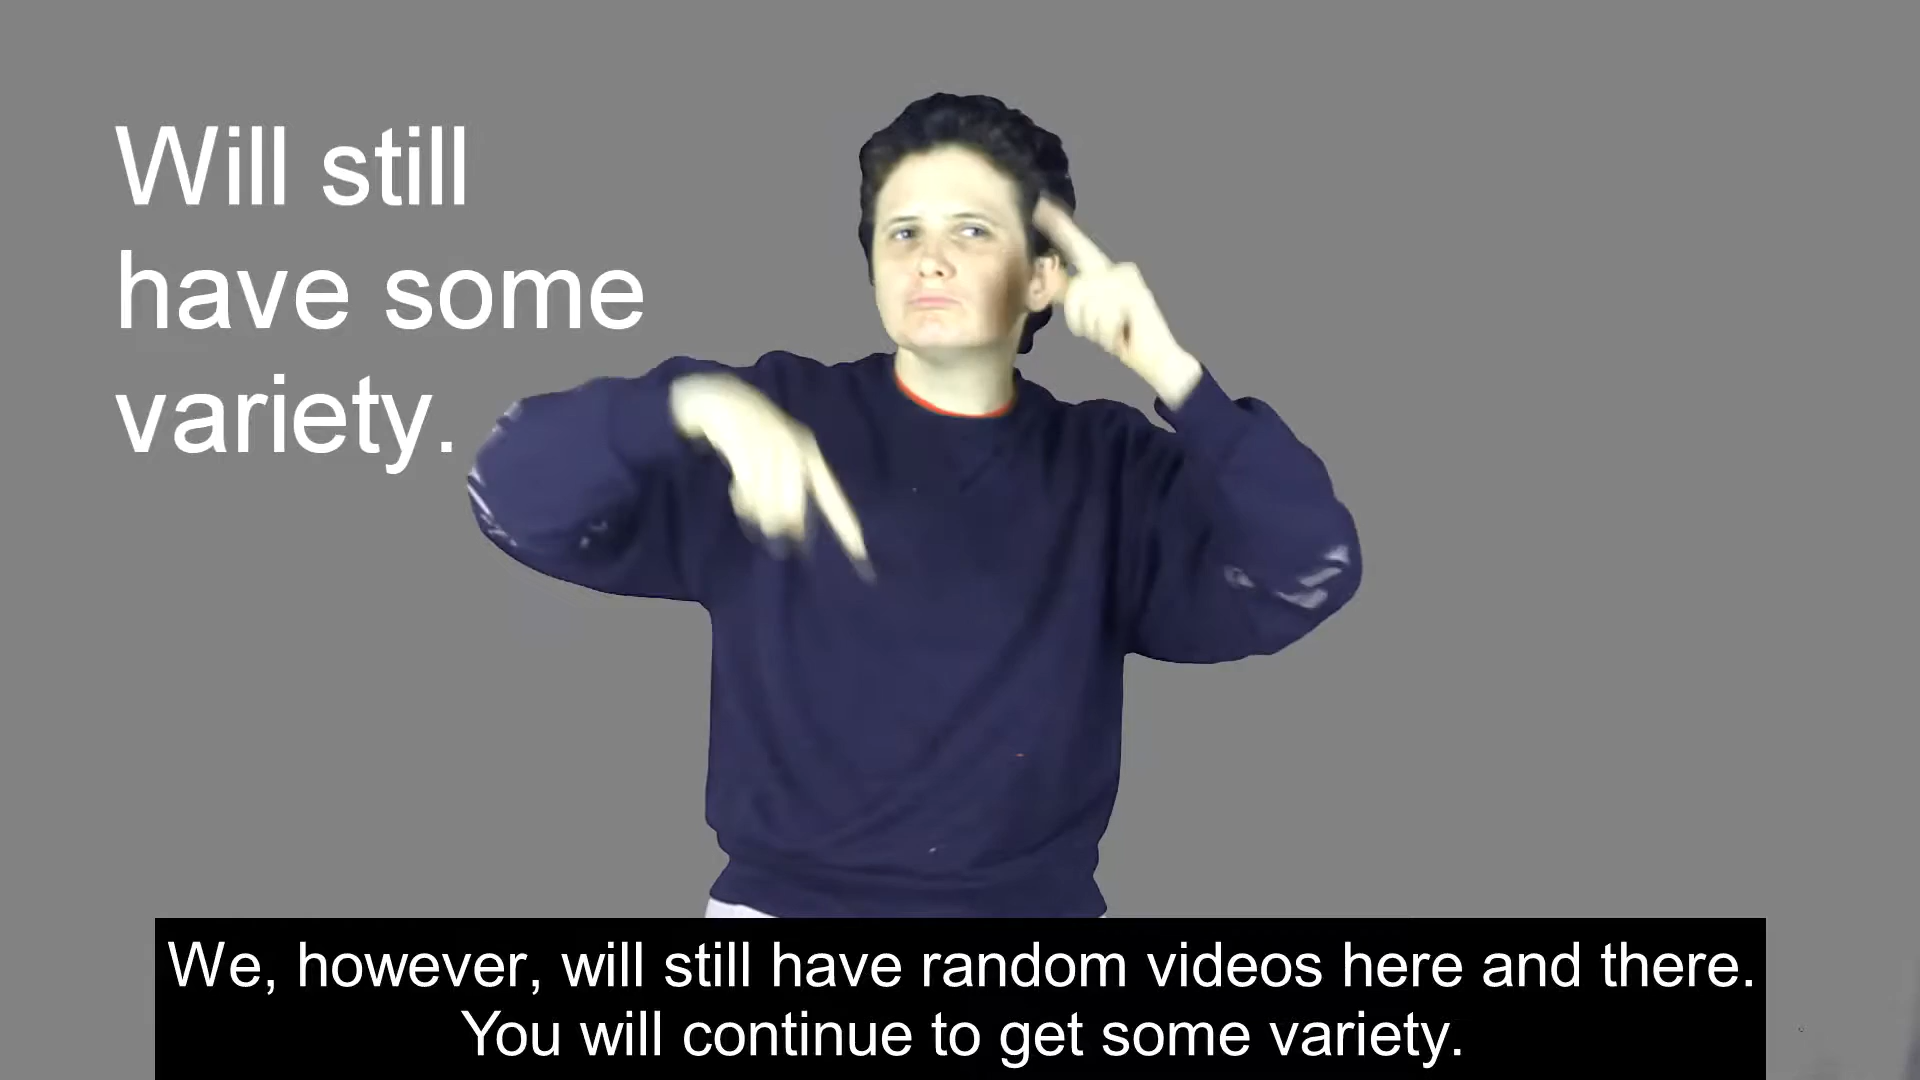 Will still
have some
variety.
We, however, will still have random videos here and there.
You will continue to get some variety.